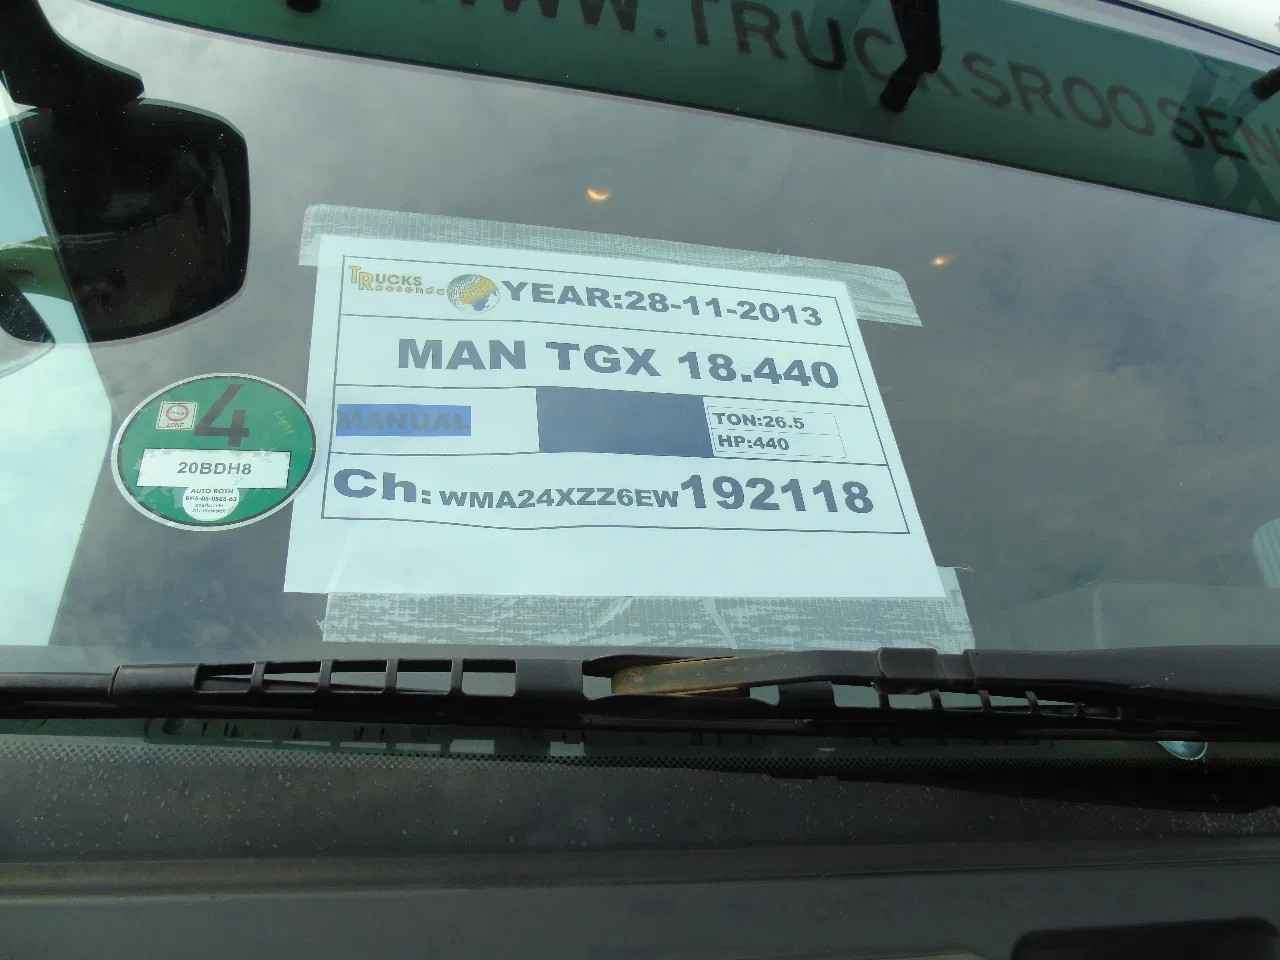 WWW.TRUCKSROOSEN
TRUCKS
Roosendaal
YEAR:28-11-2013
MAN TGX 18.440
MANUAL
TON:26.5
HP:440
Ch: WMA24XZZ6EW192118
4
ZONE
20BDH8
AUTO ROTH